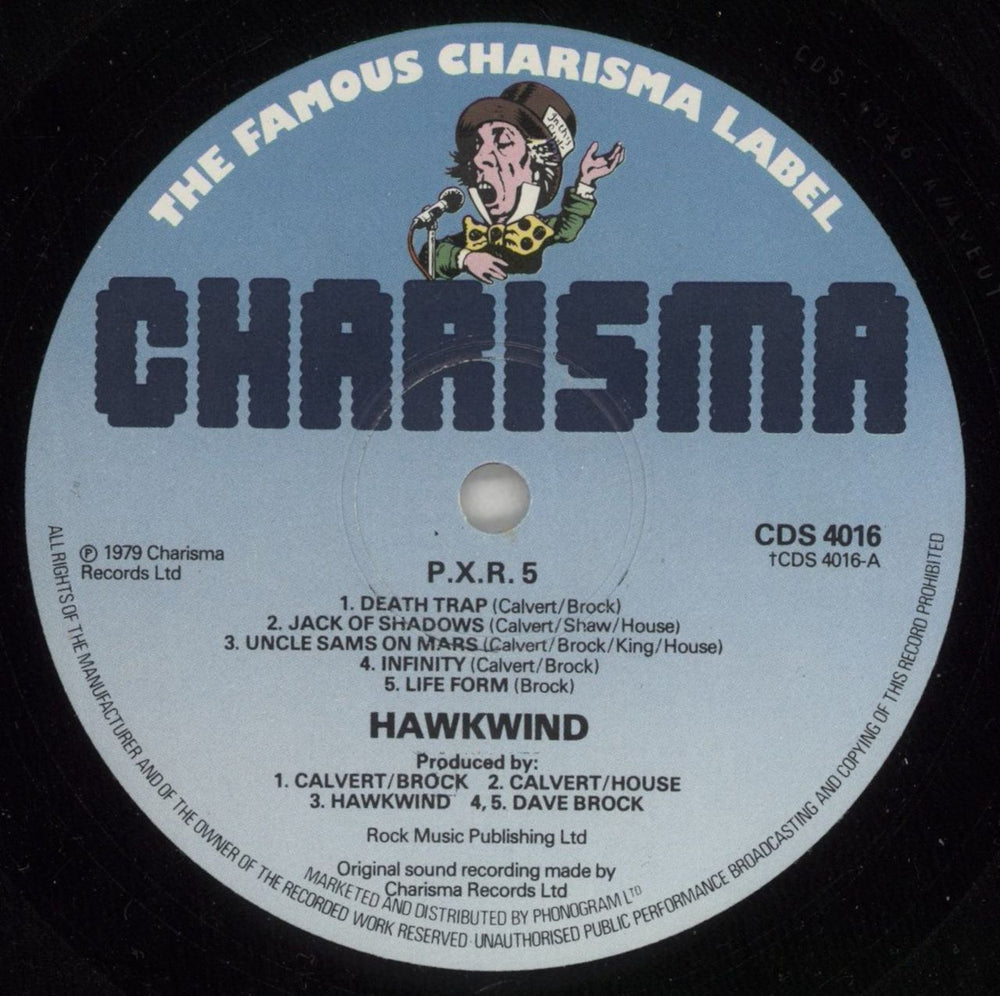 THE FAMOUS CHARISMA LABEL
CHARISMA
Ⓟ 1979 Charisma
Records Ltd
CDS 4016
†CDS 4016-A
P.X.R. 5
1. DEATH TRAP (Calvert/Brock)
2. JACK OF SHADOWS (Calvert/Shaw/House)
3. UNCLE SAMS ON MARS (Calvert/Brock/King/House)
4. INFINITY (Calvert/Brock)
5. LIFE FORM (Brock)
HAWKWIND
Produced by:
1. CALVERT/BROCK 2. CALVERT/HOUSE
3. HAWKWIND 4, 5. DAVE BROCK
Rock Music Publishing Ltd
Original sound recording made by
Charisma Records Ltd
MARKETED AND DISTRIBUTED BY PHONOGRAM LTD
ALL RIGHTS OF THE MANUFACTURER AND OF THE OWNER OF THE RECORDED WORK RESERVED · UNAUTHORISED PUBLIC PERFORMANCE BROADCASTING AND COPYING OF THIS RECORD PROHIBITED